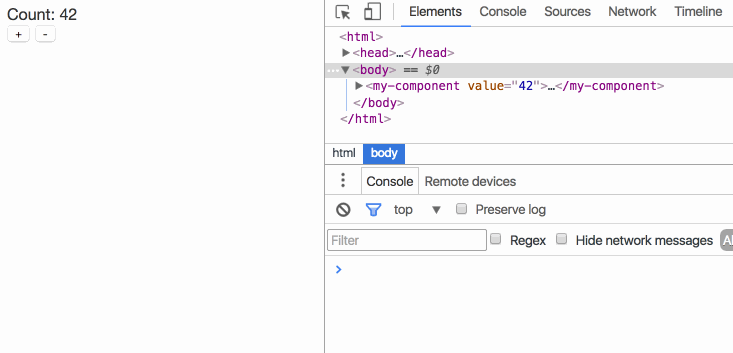 Count: 42
+ -
Elements Console Sources Network Timeline
<html>
▶<head>…</head>
…▼<body> == $0
▶<my-component value="42">…</my-component>
</body>
</html>
html body
Console Remote devices
top ▼ Preserve log
Filter Regex Hide network messages
>